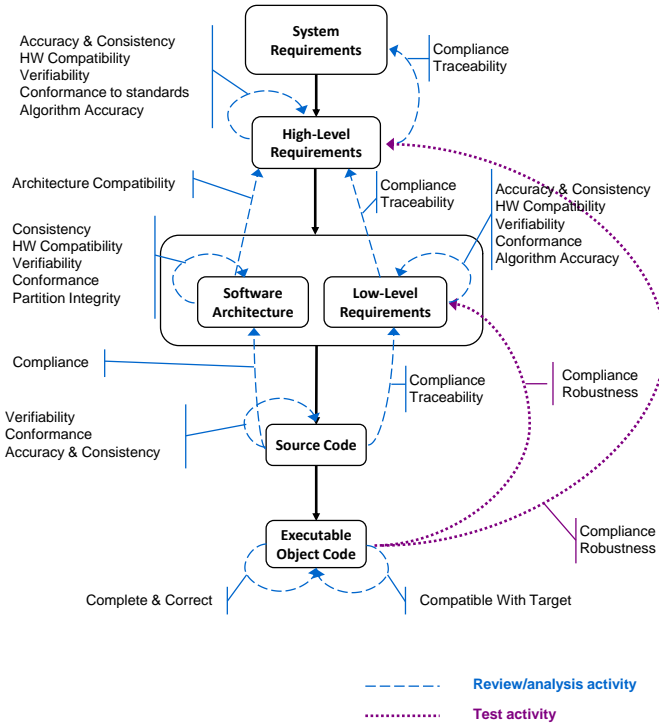 System
Requirements
Accuracy & Consistency
HW Compatibility
Verifiability
Conformance to standards
Algorithm Accuracy
Compliance
Traceability
High-Level
Requirements
Architecture Compatibility
Compliance
Traceability
Accuracy & Consistency
HW Compatibility
Verifiability
Conformance
Algorithm Accuracy
Consistency
HW Compatibility
Verifiability
Conformance
Partition Integrity
Software
Architecture
Low-Level
Requirements
Compliance
Compliance
Traceability
Compliance
Robustness
Verifiability
Conformance
Accuracy & Consistency
Source Code
Executable
Object Code
Compliance
Robustness
Complete & Correct
Compatible With Target
Review/analysis activity
Test activity